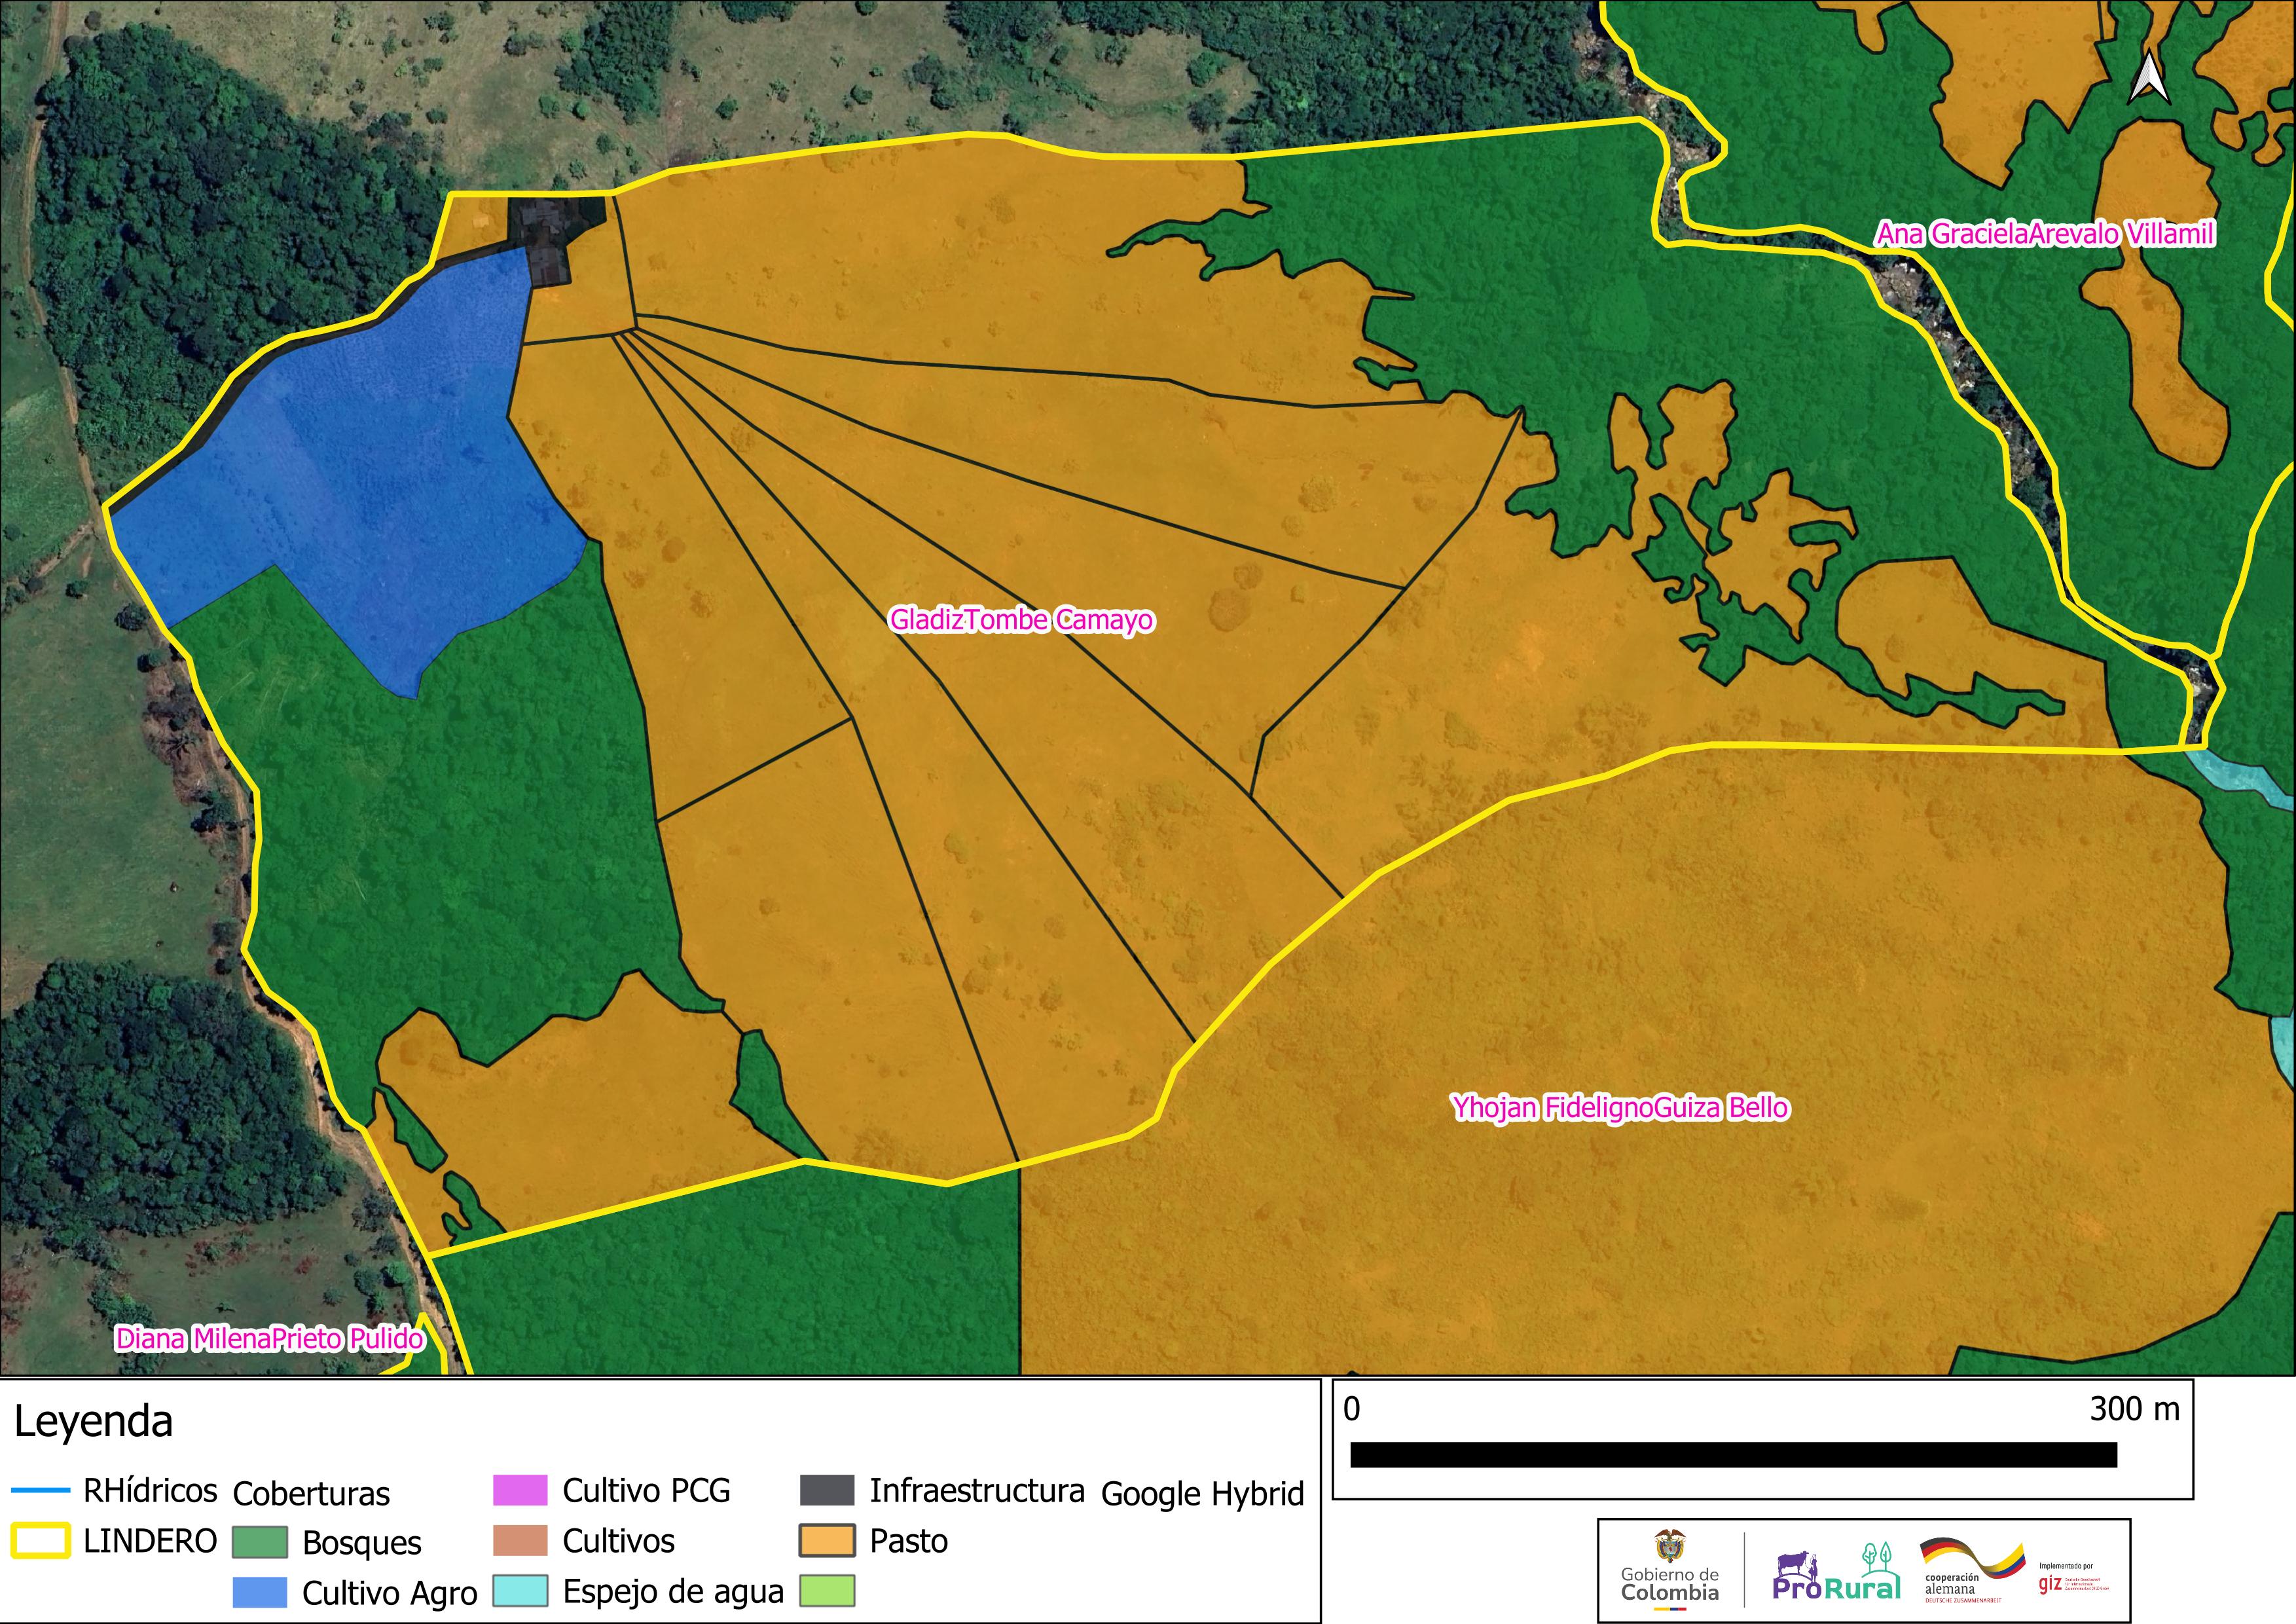 Ana GracielaArevalo Villamil
GladizTombe Camayo
Yhojan FidelignoGuiza Bello
Diana MilenaPrieto Pulido
Leyenda
RHídricos
LINDERO
Coberturas
Bosques
Cultivo Agro
Cultivo PCG
Cultivos
Espejo de agua
Infraestructura
Pasto
Google Hybrid
0 300 m
Gobierno de
Colombia
ProRural
cooperación
alemana
DEUTSCHE ZUSAMMENARBEIT
Implementado por
giz